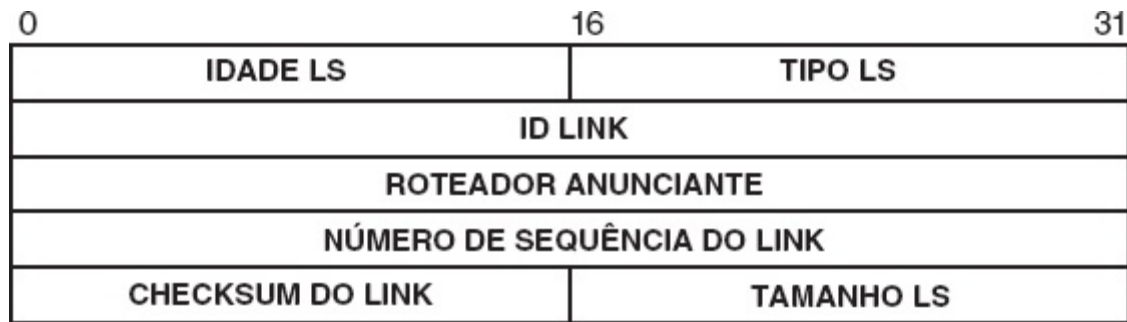 0 16 31
IDADE LS TIPO LS
ID LINK
ROTEADOR ANUNCIANTE
NÚMERO DE SEQUÊNCIA DO LINK
CHECKSUM DO LINK TAMANHO LS